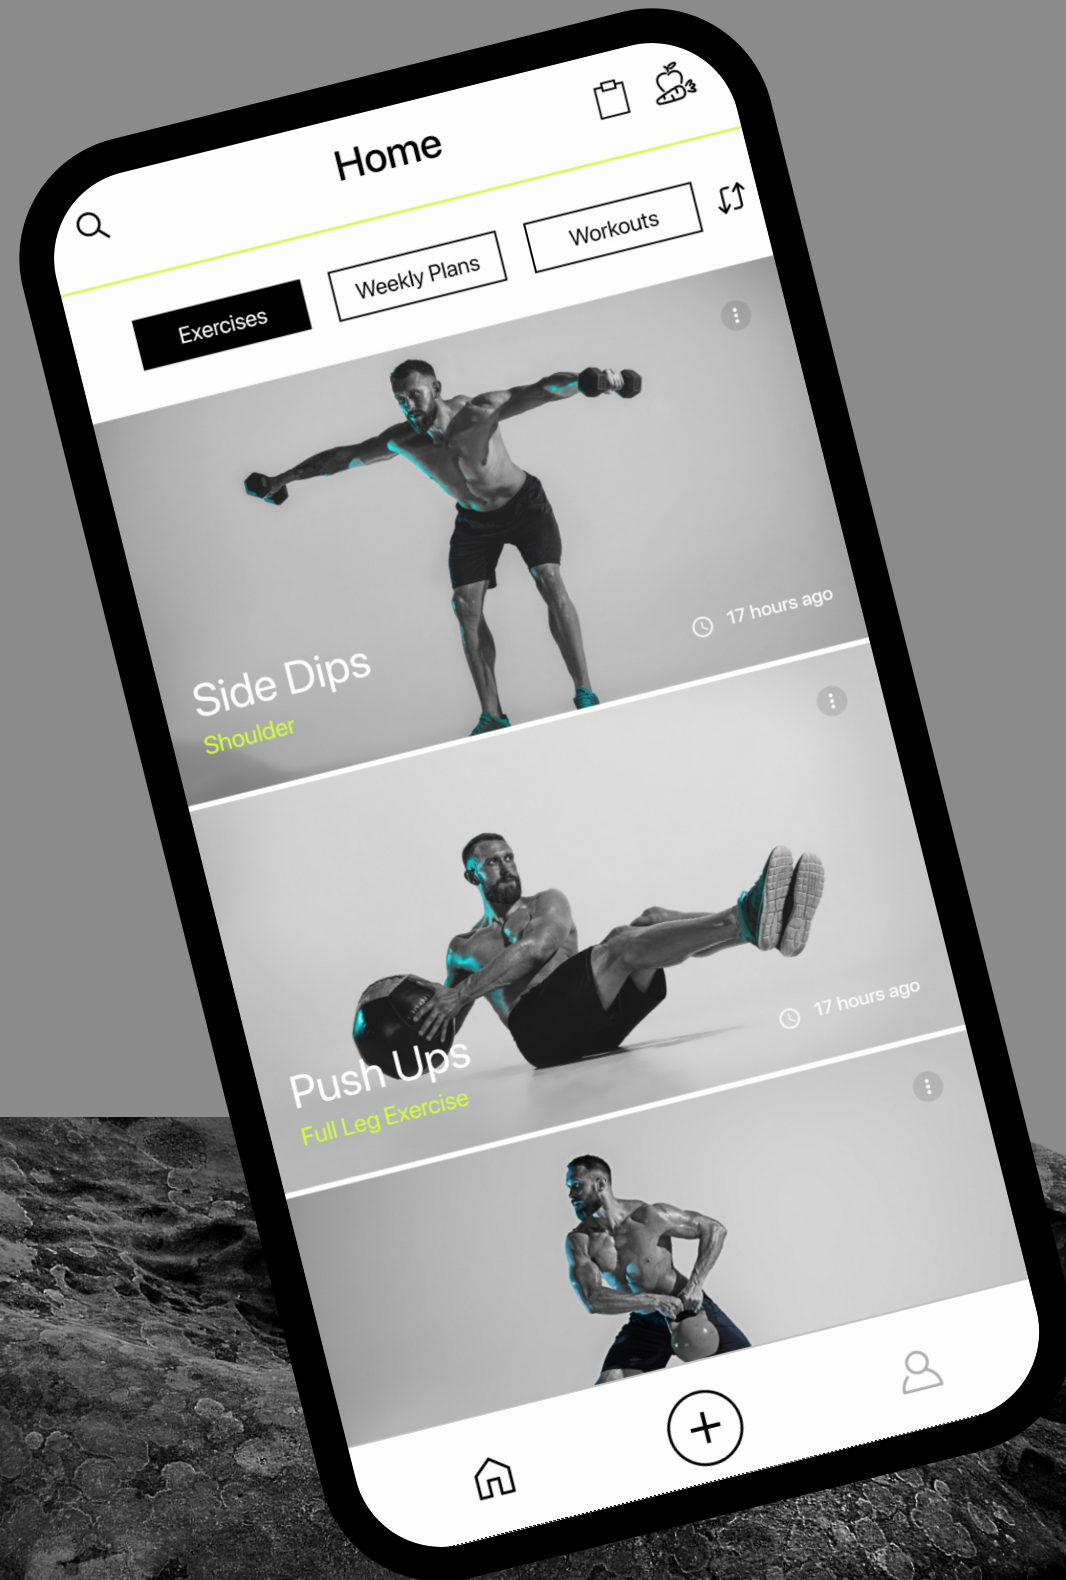 Home
Exercises
Weekly Plans
Workouts
17 hours ago
Side Dips
Shoulder
17 hours ago
Push Ups
Full Leg Exercise